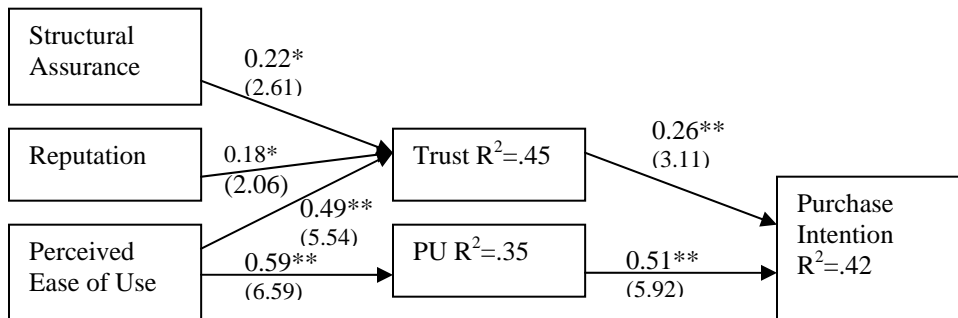 Structural
Assurance
0.22*
(2.61)
Reputation
0.18*
(2.06)
Trust R²=.45
0.26**
(3.11)
0.49**
(5.54)
Perceived
Ease of Use
0.59**
(6.59)
PU R²=.35
0.51**
(5.92)
Purchase
Intention
R²=.42